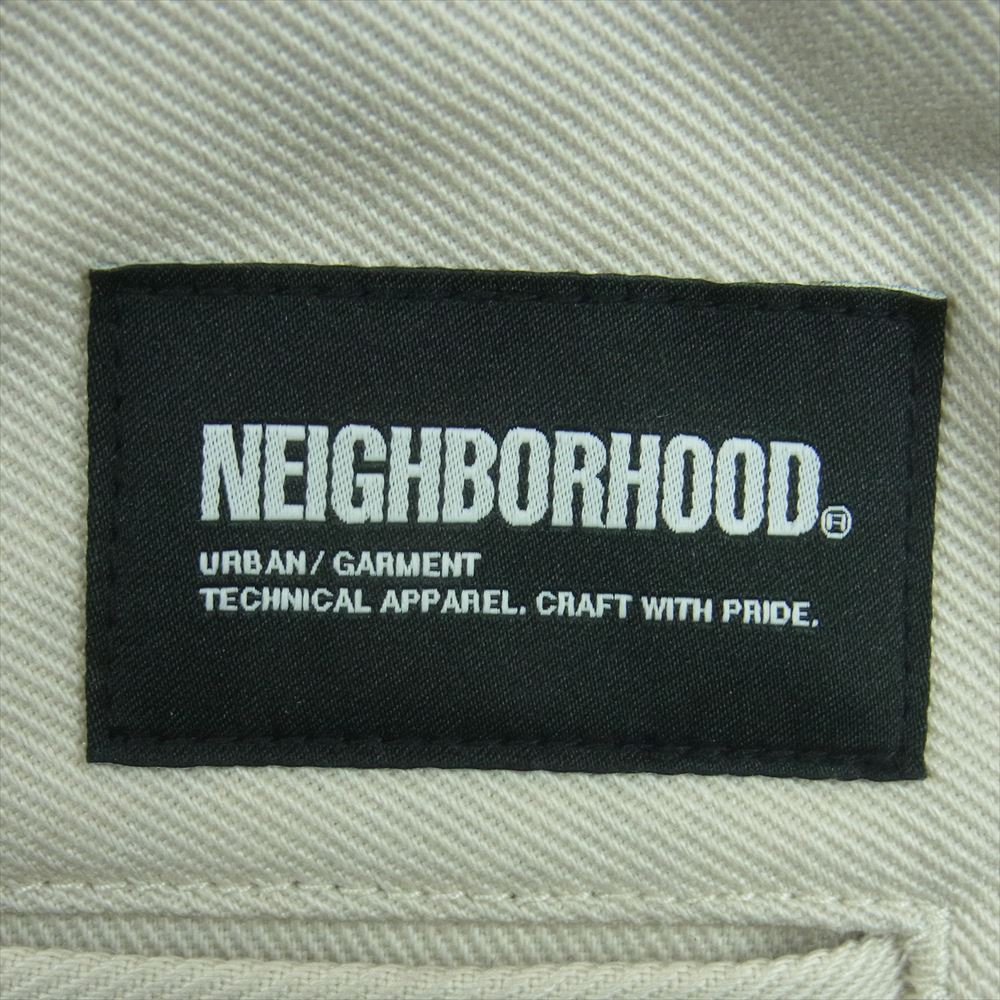 NEIGHBORHOOD®
URBAN/ GARMENT
TECHNICAL APPAREL. CRAFT WITH PRIDE.